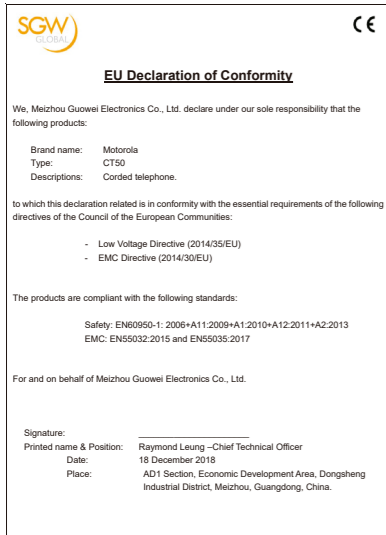 SGW
GLOBAL
CE
EU Declaration of Conformity
We, Meizhou Guowei Electronics Co., Ltd. declare under our sole responsibility that the
following products:
Brand name: Motorola
Type: CT50
Descriptions: Corded telephone.
to which this declaration related is in conformity with the essential requirements of the following
directives of the Council of the European Communities:
- Low Voltage Directive (2014/35/EU)
- EMC Directive (2014/30/EU)
The products are compliant with the following standards:
Safety: EN60950-1: 2006+A11:2009+A1:2010+A12:2011+A2:2013
EMC: EN55032:2015 and EN55035:2017
For and on behalf of Meizhou Guowei Electronics Co., Ltd.
Signature:
Printed name & Position: Raymond Leung –Chief Technical Officer
Date: 18 December 2018
Place: AD1 Section, Economic Development Area, Dongsheng
Industrial District, Meizhou, Guangdong, China.